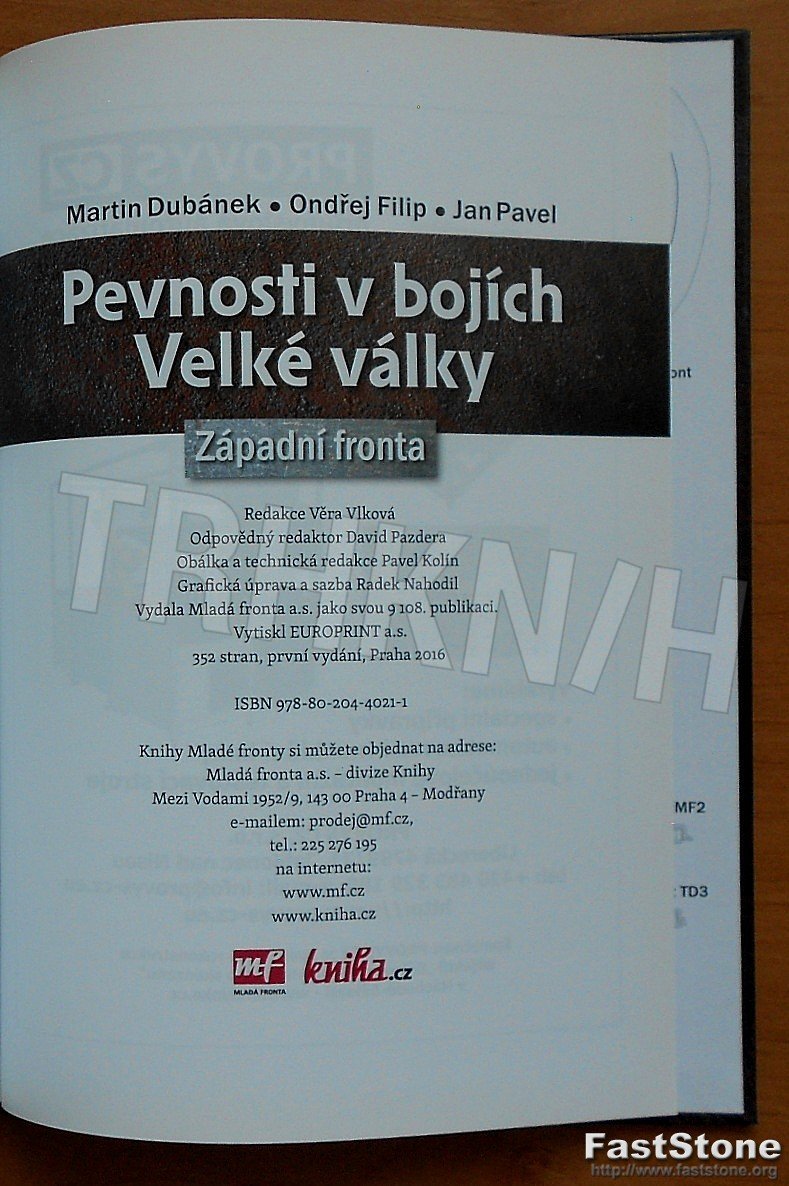 Martin Dubánek • Ondřej Filip • Jan Pavel
Pevnosti v bojích
Velké války
Západní fronta
Redakce Věra Vlková
Odpovědný redaktor David Pazdera
Obálka a technická redakce Pavel Kolín
Grafická úprava a sazba Radek Nahodil
Vydala Mladá fronta a.s. jako svou 9 108. publikaci.
Vytiskl EUROPRINT a.s.
352 stran, první vydání, Praha 2016
ISBN 978-80-204-4021-1
Knihy Mladé fronty si můžete objednat na adrese:
Mladá fronta a.s. – divize Knihy
Mezi Vodami 1952/9, 143 00 Praha 4 – Modřany
e-mailem: prodej@mf.cz,
tel.: 225 276 195
na internetu:
www.mf.cz
www.kniha.cz
mf
MLADÁ FRONTA
kniha.cz
TRHKN/H
MF2
TD3
FastStone
http://www.faststone.org